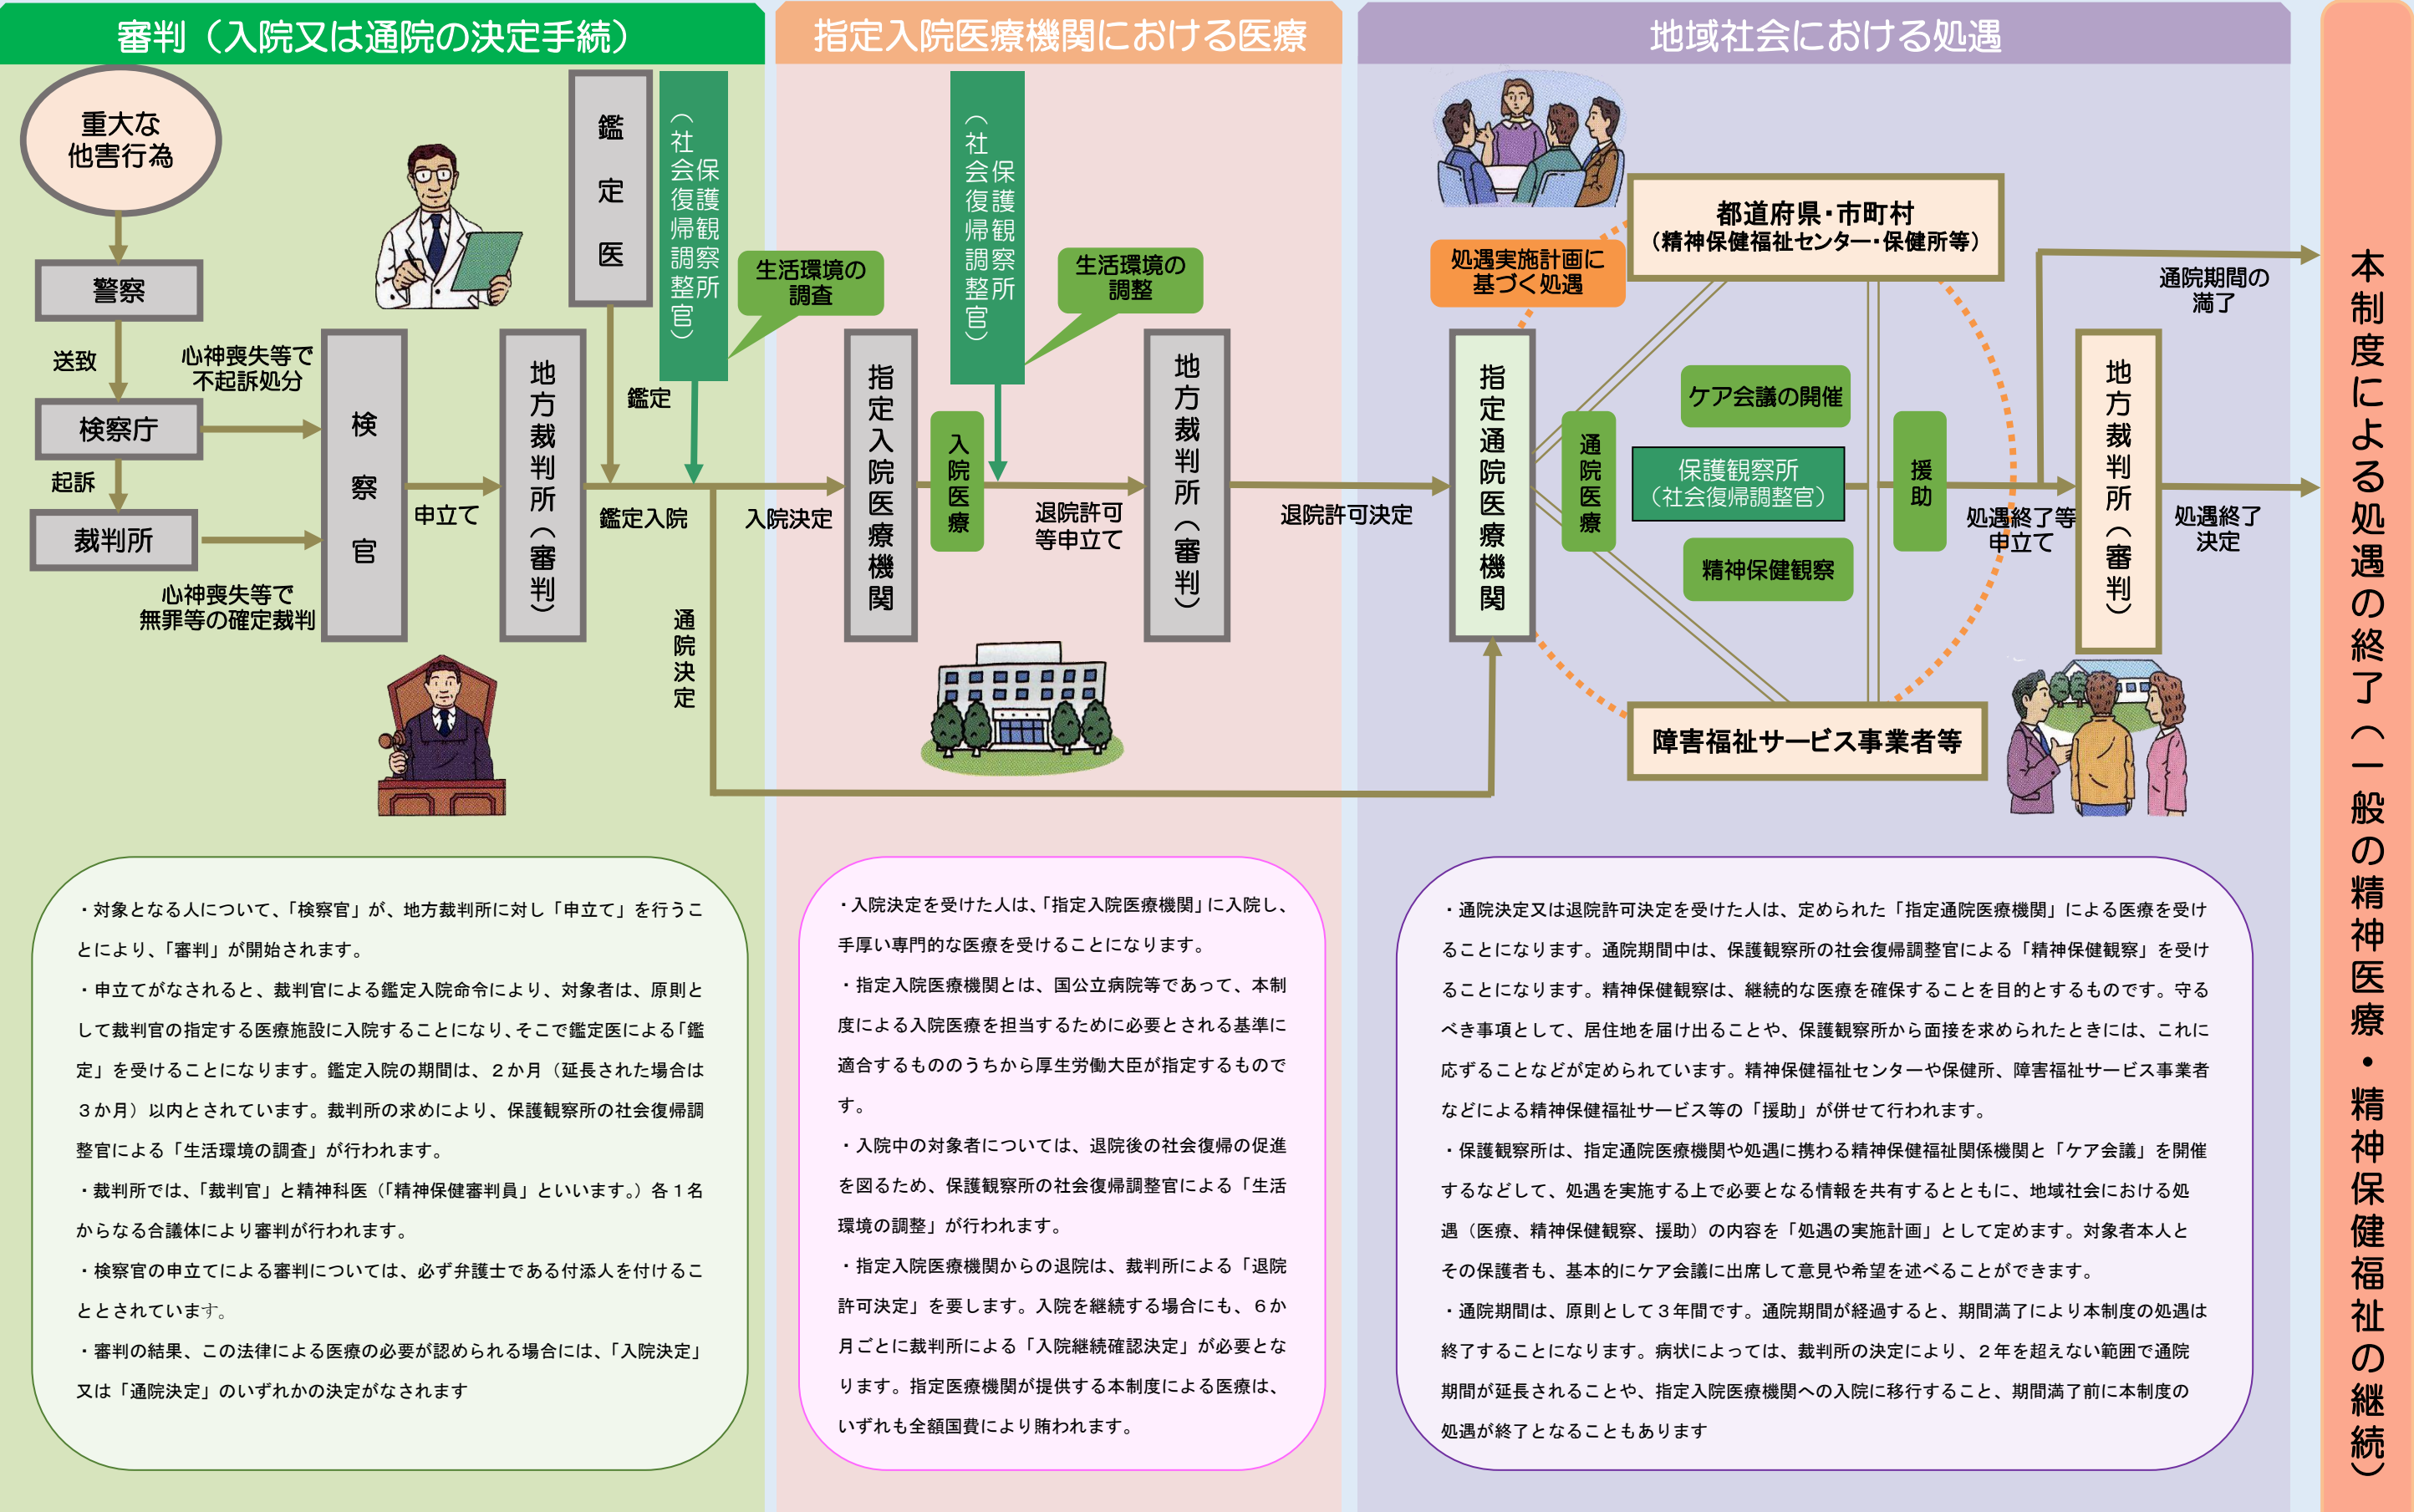 審判（入院又は通院の決定手続）
重大な
他害行為
警察
送致
心神喪失等で
不起訴処分
検察庁
起訴
裁判所
心神喪失等で
無罪等の確定裁判
検察官
申立て
地方裁判所（審判）
鑑定医
鑑定
保護観察所
（社会復帰調整官）
生活環境の
調査
鑑定入院
入院決定
通院決定
・対象となる人について、「検察官」が、地方裁判所に対し「申立て」を行うこ
とにより、「審判」が開始されます。
・申立てがなされると、裁判官による鑑定入院命令により、対象者は、原則と
して裁判官の指定する医療施設に入院することになり、そこで鑑定医による「鑑
定」を受けることになります。鑑定入院の期間は、２か月（延長された場合は
３か月）以内とされています。裁判所の求めにより、保護観察所の社会復帰調
整官による「生活環境の調査」が行われます。
・裁判所では、「裁判官」と精神科医（「精神保健審判員」といいます。）各１名
からなる合議体により審判が行われます。
・検察官の申立てによる審判については、必ず弁護士である付添人を付けるこ
ととされています。
・審判の結果、この法律による医療の必要が認められる場合には、「入院決定」
又は「通院決定」のいずれかの決定がなされます
指定入院医療機関における医療
指定入院医療機関
入院医療
保護観察所
（社会復帰調整官）
生活環境の
調整
退院許可
等申立て
地方裁判所（審判）
退院許可決定
・入院決定を受けた人は、「指定入院医療機関」に入院し、
手厚い専門的な医療を受けることになります。
・指定入院医療機関とは、国公立病院等であって、本制
度による入院医療を担当するために必要とされる基準に
適合するもののうちから厚生労働大臣が指定するもので
す。
・入院中の対象者については、退院後の社会復帰の促進
を図るため、保護観察所の社会復帰調整官による「生活
環境の調整」が行われます。
・指定入院医療機関からの退院は、裁判所による「退院
許可決定」を要します。入院を継続する場合にも、６か
月ごとに裁判所による「入院継続確認決定」が必要とな
ります。指定医療機関が提供する本制度による医療は、
いずれも全額国費により賄われます。
地域社会における処遇
都道府県・市町村
（精神保健福祉センター・保健所等）
処遇実施計画に
基づく処遇
指定通院医療機関
通院医療
ケア会議の開催
保護観察所
（社会復帰調整官）
精神保健観察
援助
障害福祉サービス事業者等
処遇終了等
申立て
通院期間の
満了
地方裁判所（審判）
処遇終了
決定
・通院決定又は退院許可決定を受けた人は、定められた「指定通院医療機関」による医療を受け
ることになります。通院期間中は、保護観察所の社会復帰調整官による「精神保健観察」を受け
ることになります。精神保健観察は、継続的な医療を確保することを目的とするものです。守る
べき事項として、居住地を届け出ることや、保護観察所から面接を求められたときには、これに
応ずることなどが定められています。精神保健福祉センターや保健所、障害福祉サービス事業者
などによる精神保健福祉サービス等の「援助」が併せて行われます。
・保護観察所は、指定通院医療機関や処遇に携わる精神保健福祉関係機関と「ケア会議」を開催
するなどして、処遇を実施する上で必要となる情報を共有するとともに、地域社会における処
遇（医療、精神保健観察、援助）の内容を「処遇の実施計画」として定めます。対象者本人と
その保護者も、基本的にケア会議に出席して意見や希望を述べることができます。
・通院期間は、原則として３年間です。通院期間が経過すると、期間満了により本制度の処遇は
終了することになります。病状によっては、裁判所の決定により、２年を超えない範囲で通院
期間が延長されることや、指定入院医療機関への入院に移行すること、期間満了前に本制度の
処遇が終了となることもあります
本制度による処遇の終了（一般の精神医療・精神保健福祉の継続）